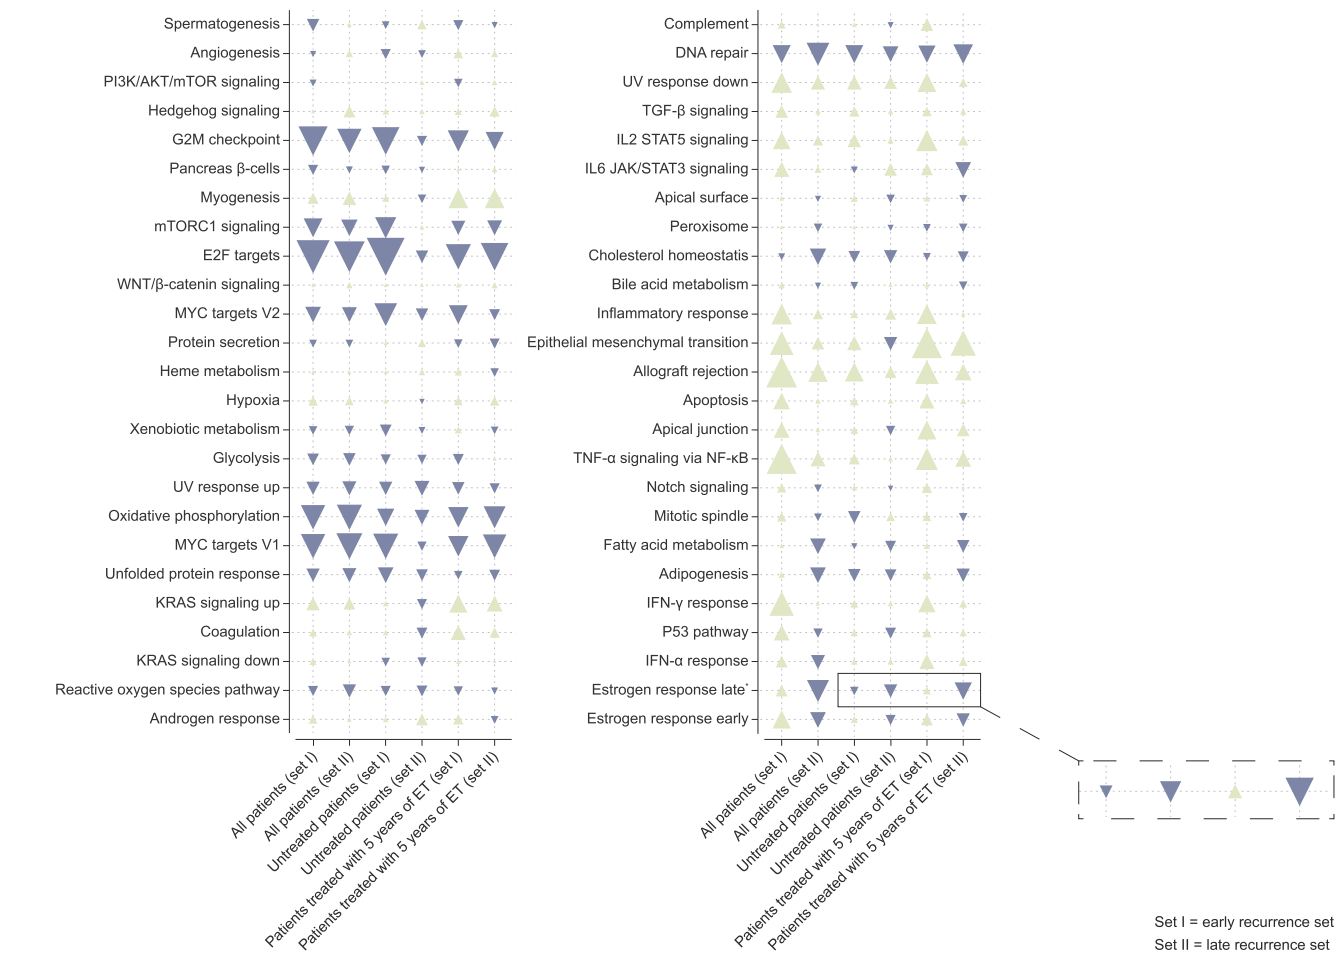 Spermatogenesis
Angiogenesis
PI3K/AKT/mTOR signaling
Hedgehog signaling
G2M checkpoint
Pancreas β-cells
Myogenesis
mTORC1 signaling
E2F targets
WNT/β-catenin signaling
MYC targets V2
Protein secretion
Heme metabolism
Hypoxia
Xenobiotic metabolism
Glycolysis
UV response up
Oxidative phosphorylation
MYC targets V1
Unfolded protein response
KRAS signaling up
Coagulation
KRAS signaling down
Reactive oxygen species pathway
Androgen response
All patients (set I)
All patients (set II)
Untreated patients (set I)
Untreated patients (set II)
Patients treated with 5 years of ET (set I)
Patients treated with 5 years of ET (set II)
Complement
DNA repair
UV response down
TGF-β signaling
IL2 STAT5 signaling
IL6 JAK/STAT3 signaling
Apical surface
Peroxisome
Cholesterol homeostatis
Bile acid metabolism
Inflammatory response
Epithelial mesenchymal transition
Allograft rejection
Apoptosis
Apical junction
TNF-α signaling via NF-κB
Notch signaling
Mitotic spindle
Fatty acid metabolism
Adipogenesis
IFN-γ response
P53 pathway
IFN-α response
Estrogen response late*
Estrogen response early
All patients (set I)
All patients (set II)
Untreated patients (set I)
Untreated patients (set II)
Patients treated with 5 years of ET (set I)
Patients treated with 5 years of ET (set II)
Set I = early recurrence set
Set II = late recurrence set